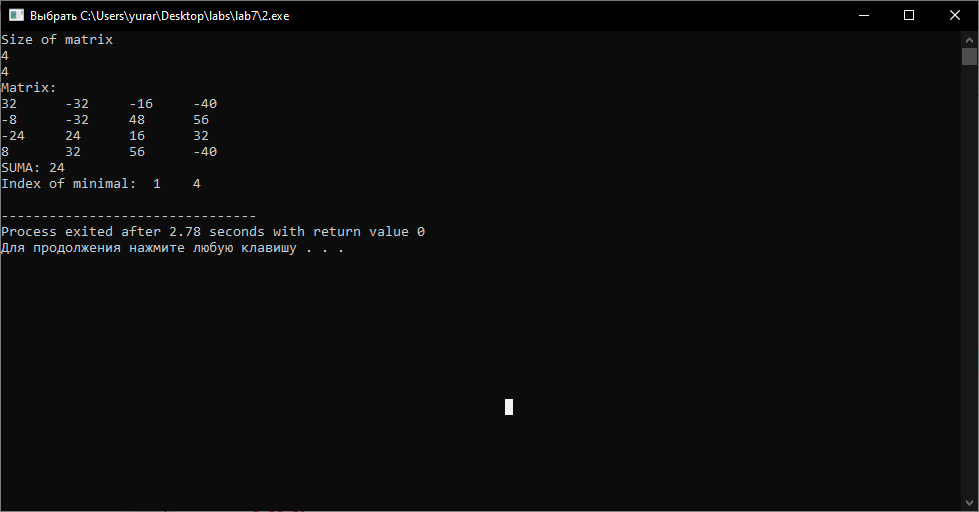 Выбрать C:\Users\yurar\Desktop\labs\lab7\2.exe
Size of matrix
4
4
Matrix:
32 -32 -16 -40
-8 -32 48 56
-24 24 16 32
8 32 56 -40
SUMA: 24
Index of minimal: 1 4
--------------------------------
Process exited after 2.78 seconds with return value 0
Для продолжения нажмите любую клавишу . . .